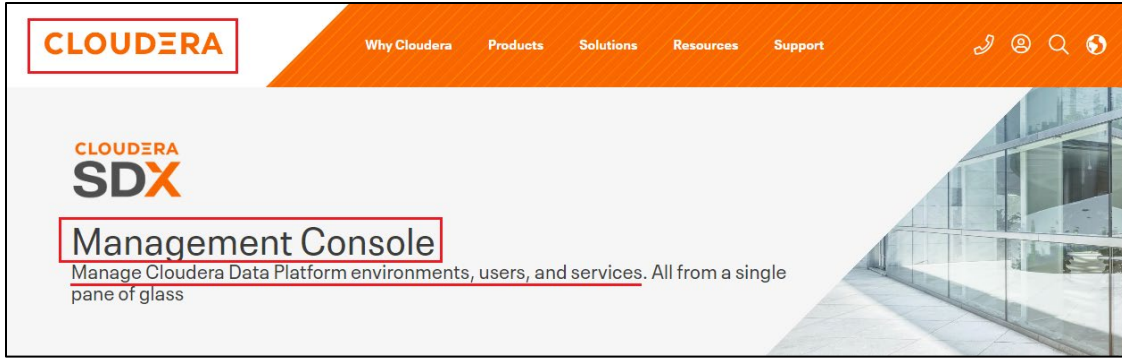 CLOUDERA
Why Cloudera Products Solutions Resources Support
CLOUDERA
SDX
Management Console
Manage Cloudera Data Platform environments, users, and services. All from a single
pane of glass